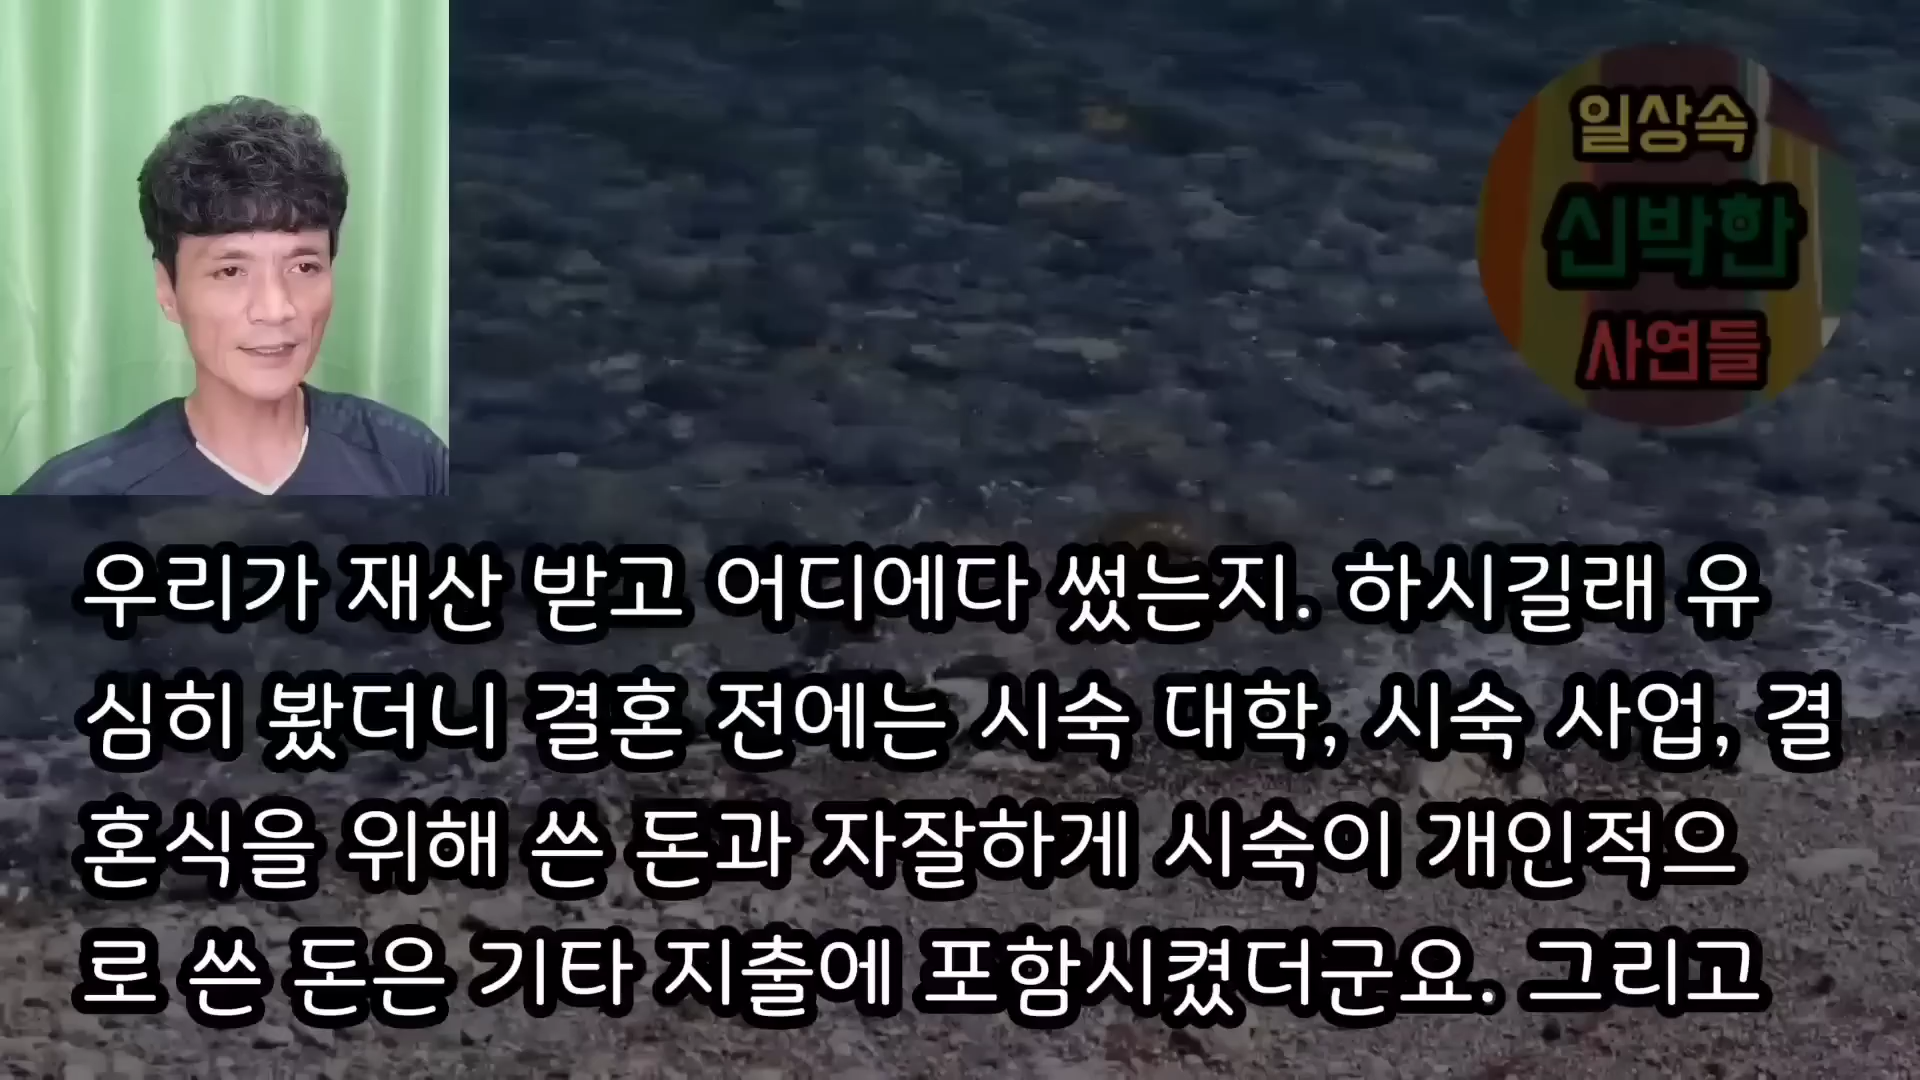 일상속
신박한
사연들
우리가 재산 받고 어디에다 썼는지. 하시길래 유
심히 봤더니 결혼 전에는 시숙 대학, 시숙 사업, 결
혼식을 위해 쓴 돈과 자잘하게 시숙이 개인적으
로 쓴 돈은 기타 지출에 포함시켰더군요. 그리고